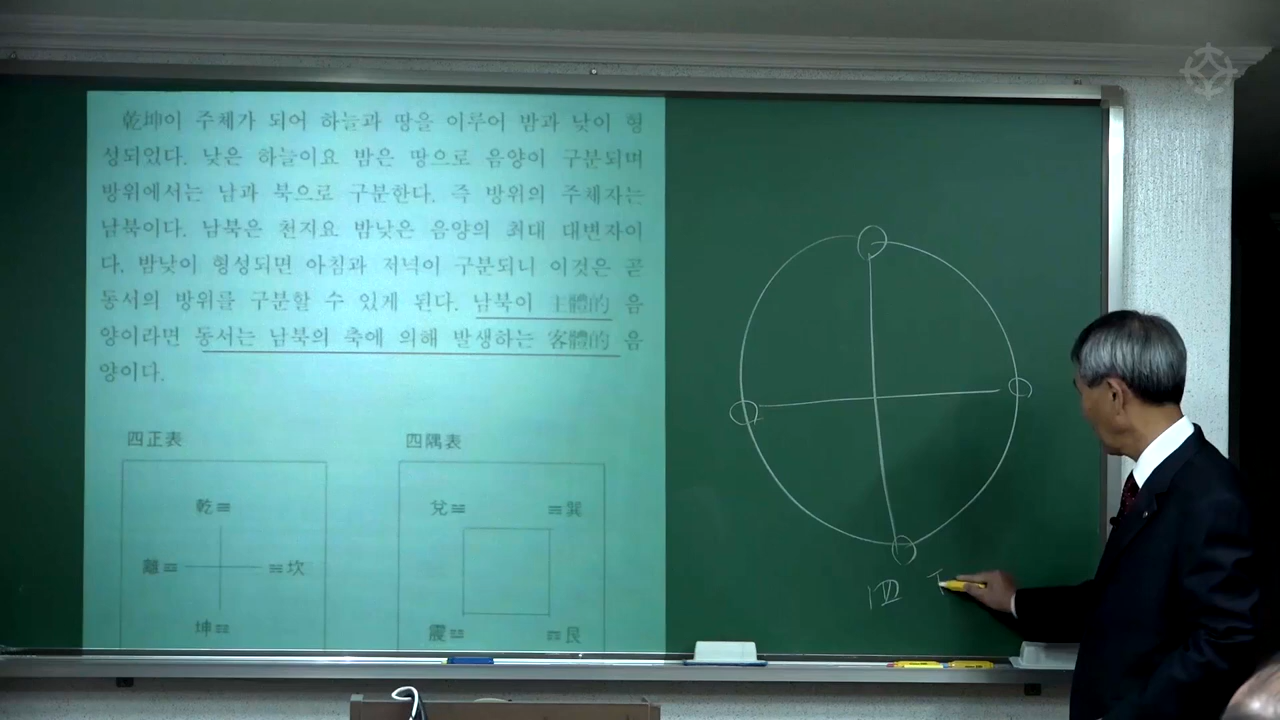 乾坤이 주체가 되어 하늘과 땅을 이루어 밤과 낮이 형
성되었다. 낮은 하늘이요 밤은 땅으로 음양이 구분되며
방위에서는 남과 북으로 구분한다. 즉 방위의 주체자는
남북이다. 남북은 천지요 밤낮은 음양의 최대 대변자이
다. 밤낮이 형성되면 아침과 저녁이 구분되니 이것은 곧
동서의 방위를 구분할 수 있게 된다. 남북이 主體的 음
양이라면 동서는 남북의 축에 의해 발생하는 客體的 음
양이다.
四正表 四隅表
乾☰ 兌☱ ☴巽
離☲ ☵坎
坤☷ 震☳ ☶艮
四